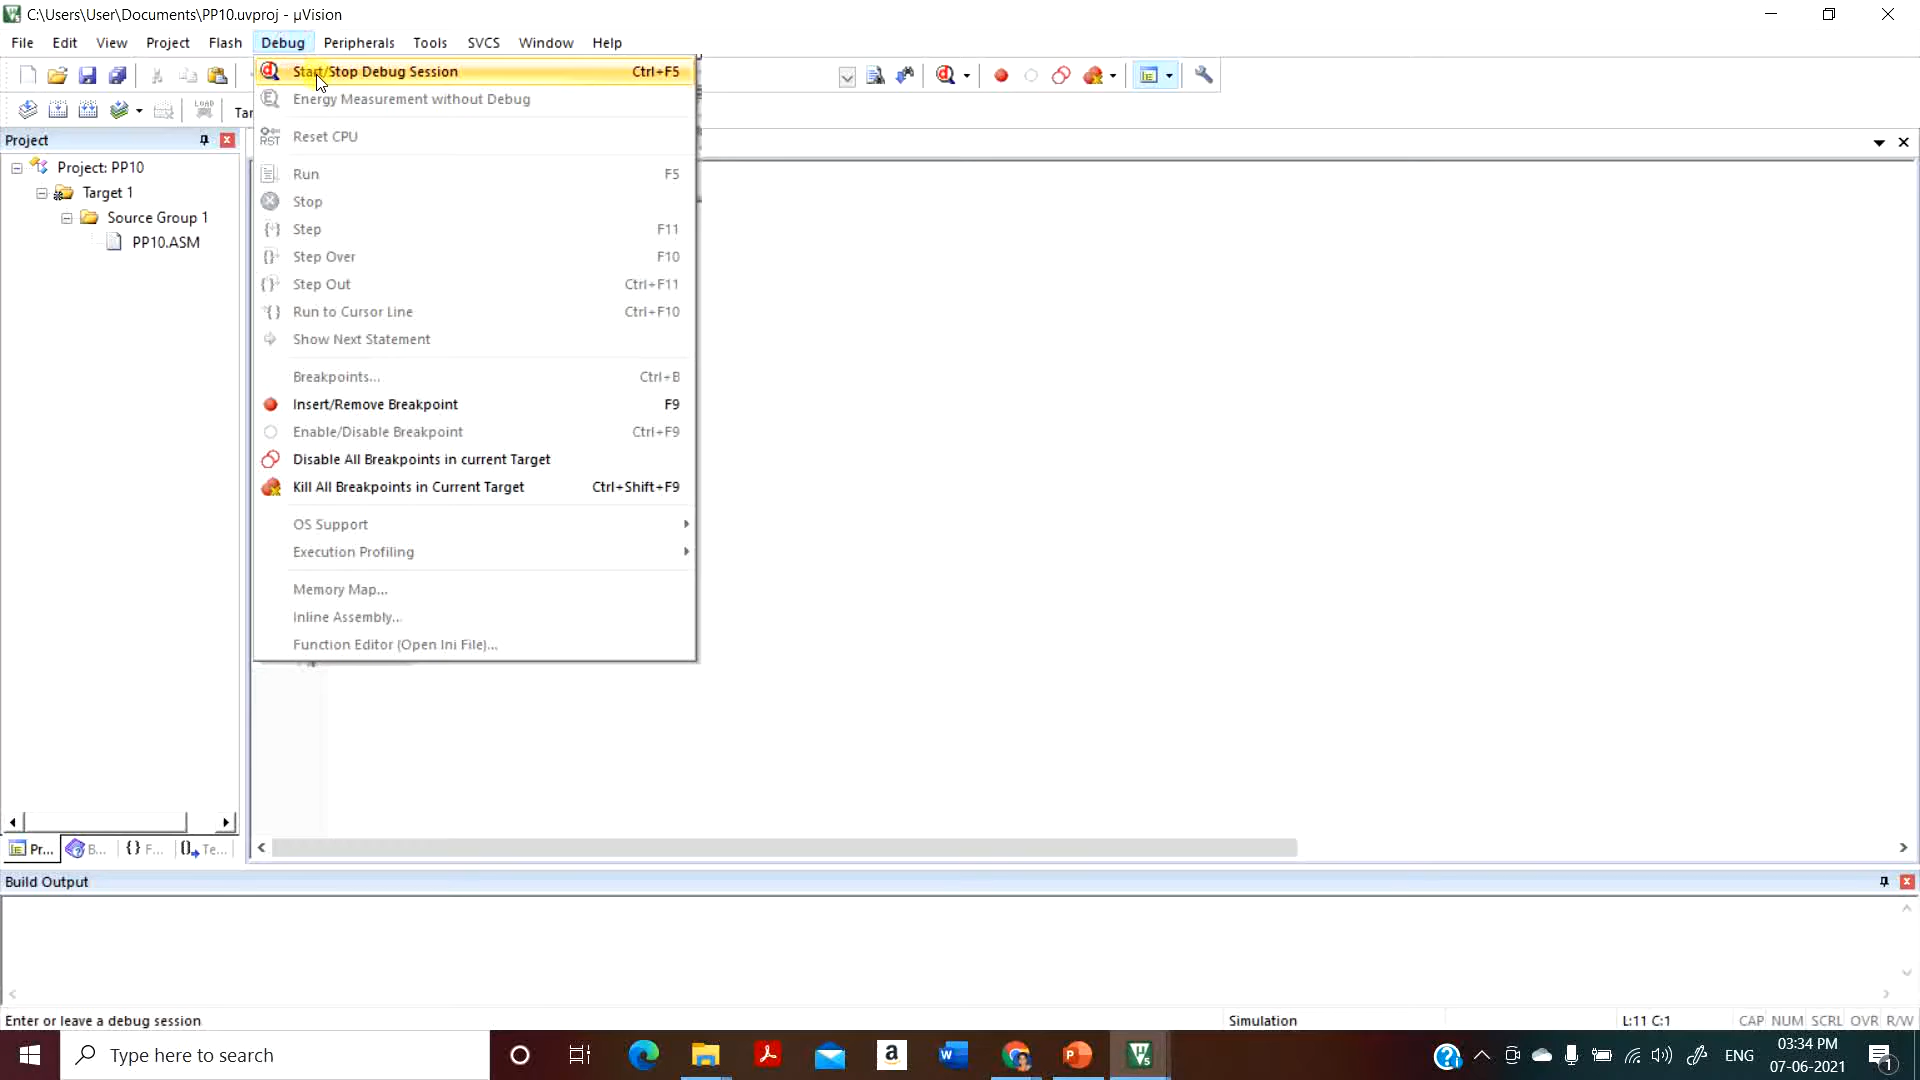 C:\Users\User\Documents\PP10.uvproj - µVision
File Edit View Project Flash Debug Peripherals Tools SVCS Window Help
Start/Stop Debug Session Ctrl+F5
Energy Measurement without Debug
Reset CPU
Run F5
Stop
Step F11
Step Over F10
Step Out Ctrl+F11
Run to Cursor Line Ctrl+F10
Show Next Statement
Breakpoints... Ctrl+B
Insert/Remove Breakpoint F9
Enable/Disable Breakpoint Ctrl+F9
Disable All Breakpoints in current Target
Kill All Breakpoints in Current Target Ctrl+Shift+F9
OS Support
Execution Profiling
Memory Map...
Inline Assembly...
Function Editor (Open Ini File)...
LOAD
Tar
Project
Project: PP10
Target 1
Source Group 1
PP10.ASM
Pr... B... {} F... Te...
Build Output
Enter or leave a debug session Simulation L:11 C:1 CAP NUM SCRL OVR R/W
Type here to search
ENG
03:34 PM
07-06-2021
1